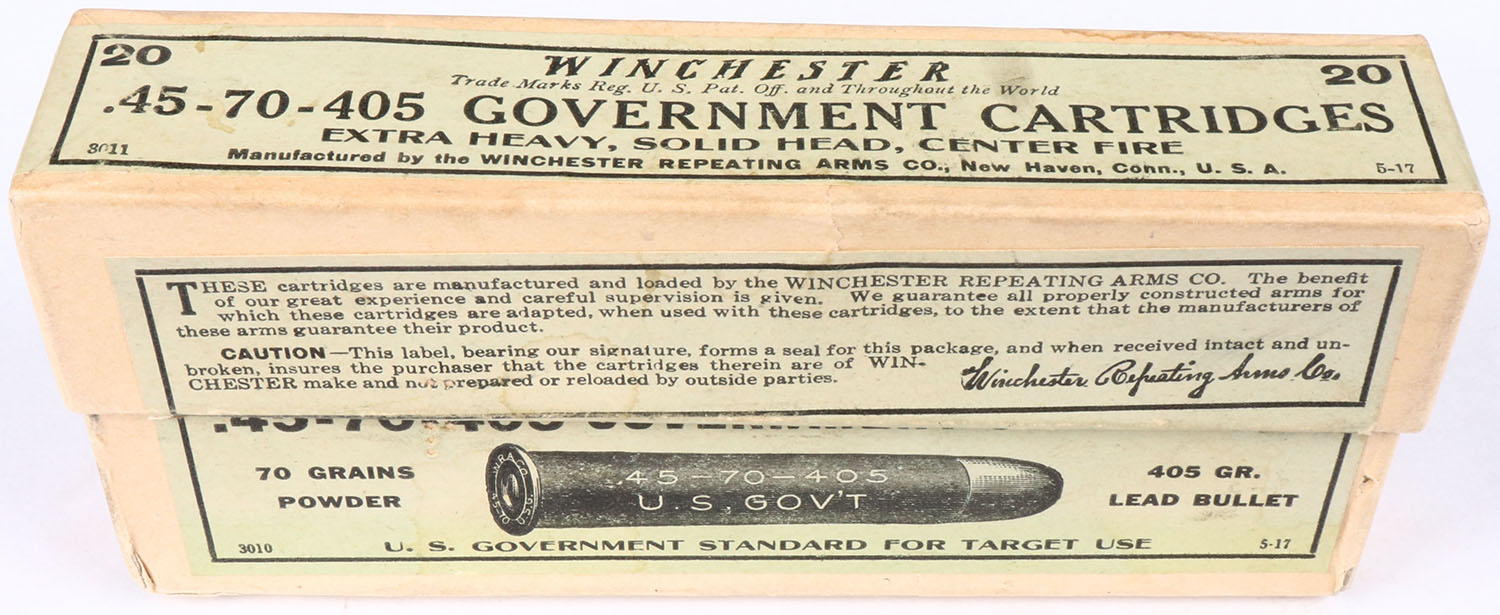 20 WINCHESTER 20
Trade Marks Reg. U. S. Pat. Off. and Throughout the World
.45-70-405 GOVERNMENT CARTRIDGES
EXTRA HEAVY, SOLID HEAD, CENTER FIRE
3011 Manufactured by the WINCHESTER REPEATING ARMS CO., New Haven, Conn., U. S. A. 5-17
THESE cartridges are manufactured and loaded by the WINCHESTER REPEATING ARMS CO. The benefit
of our great experience and careful supervision is given. We guarantee all properly constructed arms for
which these cartridges are adapted, when used with these cartridges, to the extent that the manufacturers of
these arms guarantee their product.
CAUTION—This label, bearing our signature, forms a seal for this package, and when received intact and un-
broken, insures the purchaser that the cartridges therein are of WIN-
CHESTER make and not prepared or reloaded by outside parties.
Winchester Repeating Arms Co.
.45-70-405 GOVERNMENT
70 GRAINS
POWDER
W.R.A.CO.
U.S.G.
.45-70-405
U.S. GOV'T
405 GR.
LEAD BULLET
3010 U. S. GOVERNMENT STANDARD FOR TARGET USE 5-17